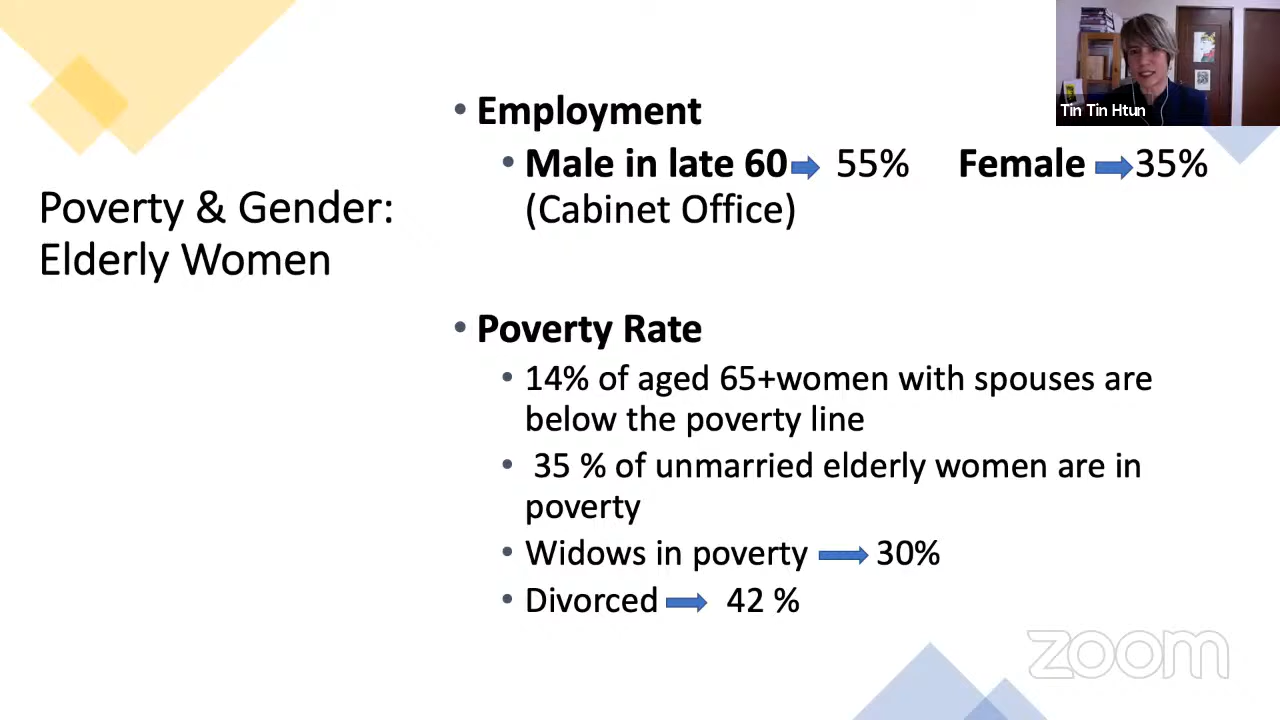 Tin Tin Htun
Poverty & Gender:
Elderly Women
• Employment
• Male in late 60 55% Female 35%
(Cabinet Office)
• Poverty Rate
• 14% of aged 65+women with spouses are
below the poverty line
• 35 % of unmarried elderly women are in
poverty
• Widows in poverty 30%
• Divorced 42 %
zoom